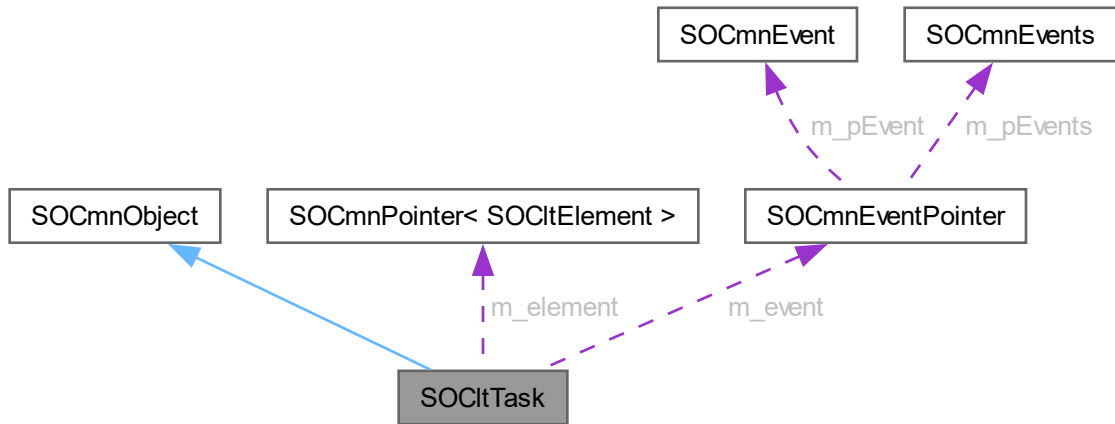 SOCmnEvent
SOCmnEvents
m_pEvent
m_pEvents
SOCmnObject
SOCmnPointer< SOCltElement >
SOCmnEventPointer
m_element
m_event
SOCltTask